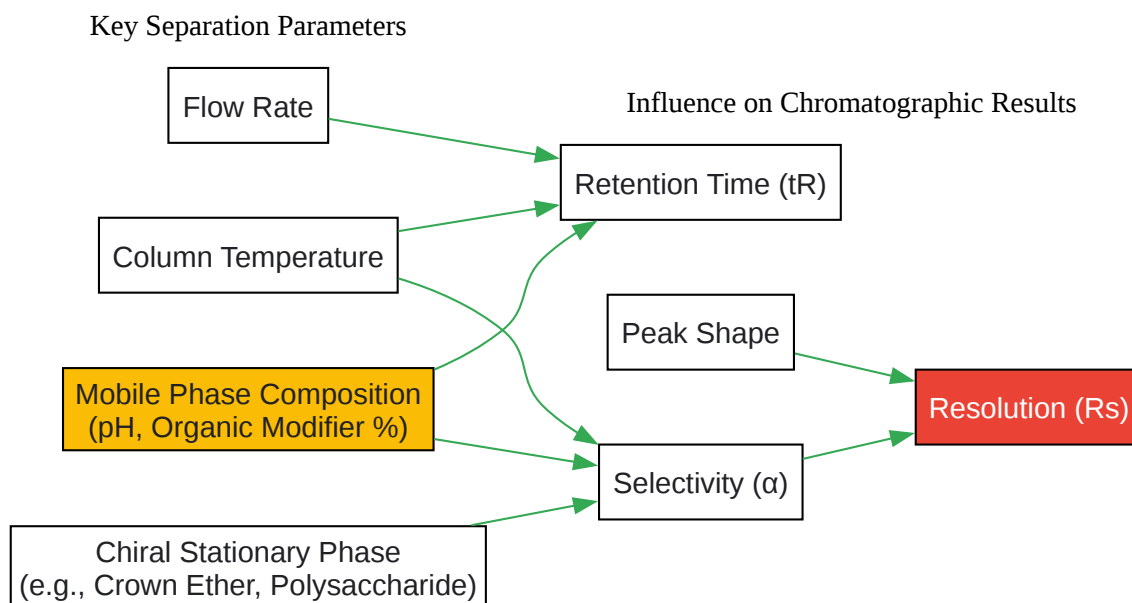 Key Separation Parameters
Flow Rate
Influence on Chromatographic Results
Retention Time (tR)
Column Temperature
Peak Shape
Mobile Phase Composition
(pH, Organic Modifier %)
Resolution (Rs)
Selectivity (α)
Chiral Stationary Phase
(e.g., Crown Ether, Polysaccharide)